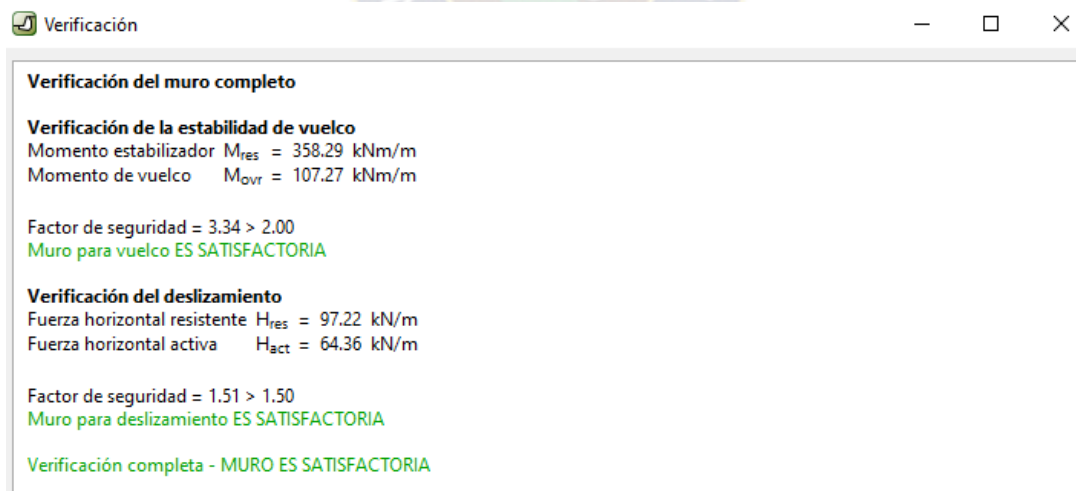 Verificación
Verificación del muro completo
Verificación de la estabilidad de vuelco
Momento estabilizador Mres = 358.29 kNm/m
Momento de vuelco Movr = 107.27 kNm/m
Factor de seguridad = 3.34 > 2.00
Muro para vuelco ES SATISFACTORIA
Verificación del deslizamiento
Fuerza horizontal resistente Hres = 97.22 kN/m
Fuerza horizontal activa Hact = 64.36 kN/m
Factor de seguridad = 1.51 > 1.50
Muro para deslizamiento ES SATISFACTORIA
Verificación completa - MURO ES SATISFACTORIA